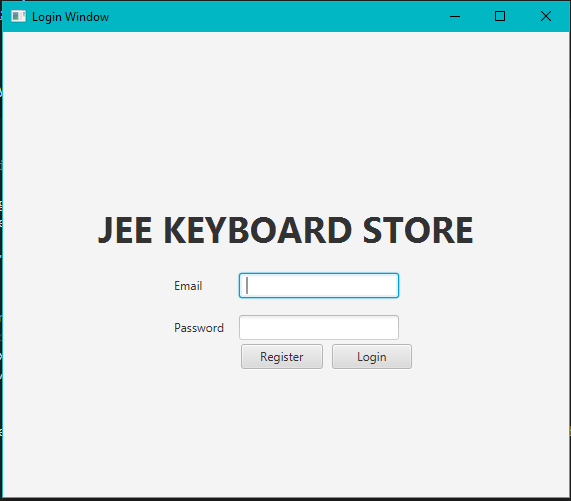 Login Window
JEE KEYBOARD STORE
Email
Password
Register Login